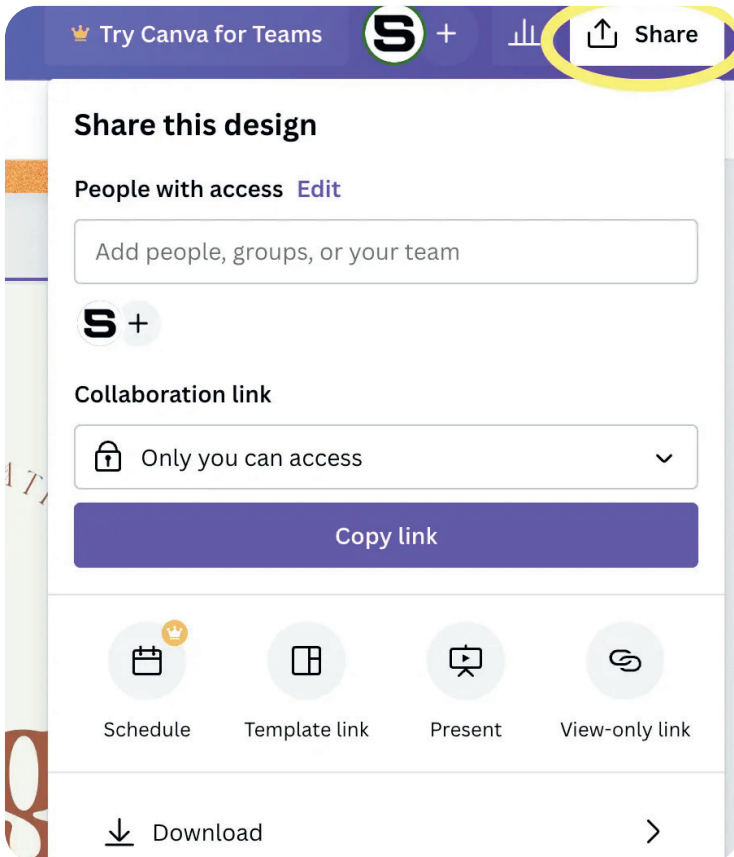 Try Canva for Teams
S
+
Share
Share this design
People with access Edit
Add people, groups, or your team
S +
Collaboration link
Only you can access
Copy link
Schedule Template link Present View-only link
Download